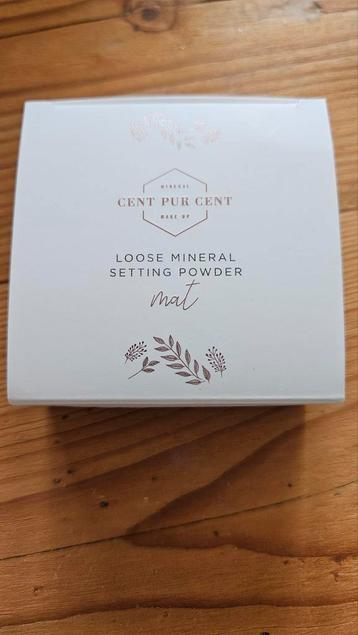 MINERAL
CENT PUR CENT
MAKE UP
LOOSE MINERAL
SETTING POWDER
mat